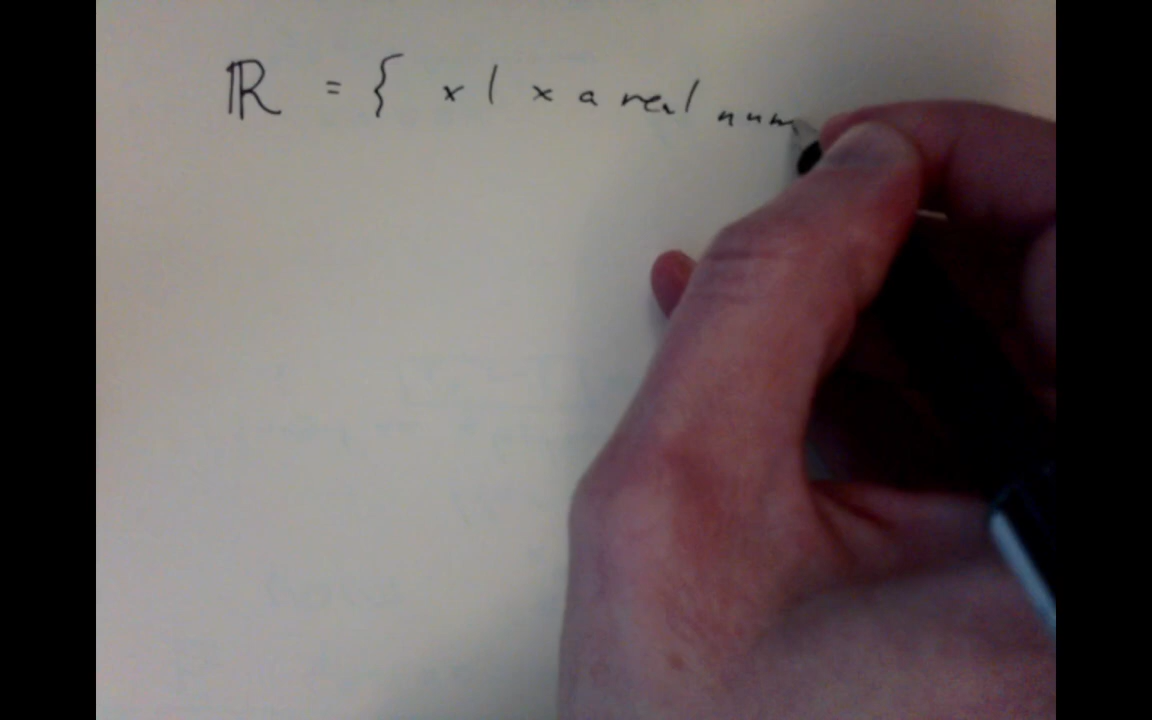 ℝ = { x | x a real num